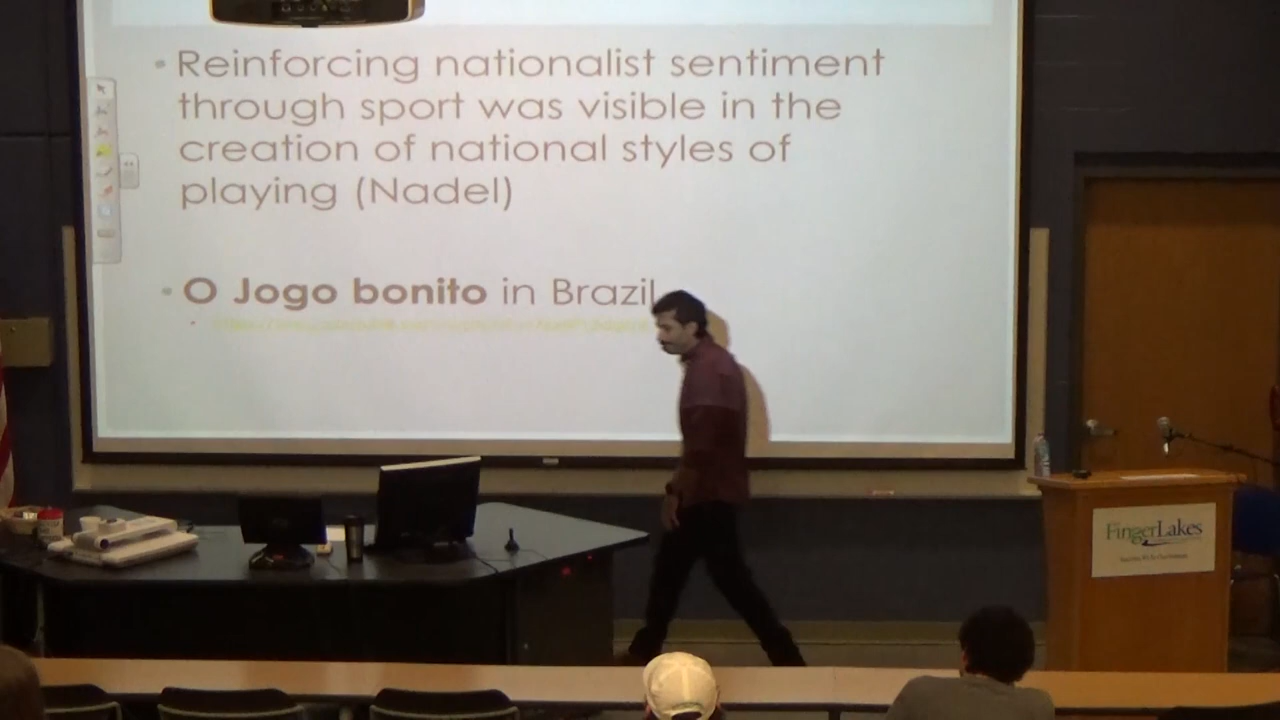 • Reinforcing nationalist sentiment
through sport was visible in the
creation of national styles of
playing (Nadel)
• O Jogo bonito in Brazil
FingerLakes